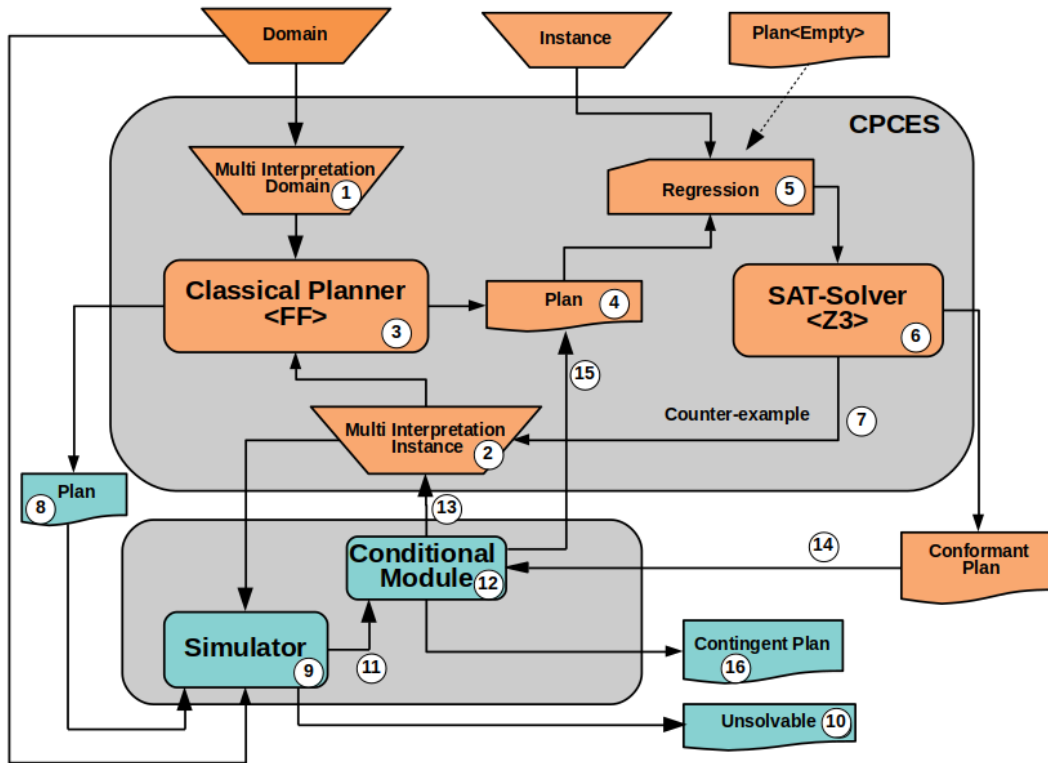 Domain
Instance
Plan<Empty>
CPCES
Multi Interpretation
Domain
1
Regression
5
Classical Planner
<FF>
3
Plan
4
SAT-Solver
<Z3>
6
15
Counter-example
7
Multi Interpretation
Instance
2
Plan
8
13
Conditional
Module
12
14
Conformant
Plan
Simulator
9
11
Contingent Plan
16
Unsolvable
10